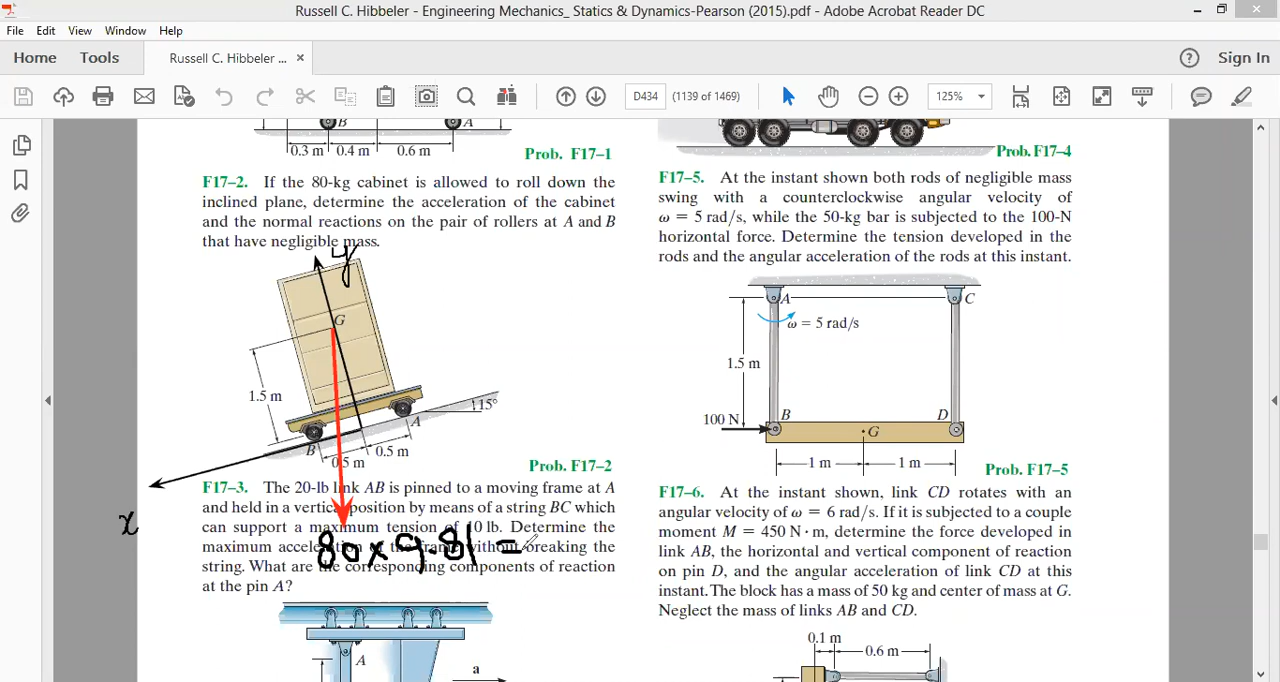 Russell C. Hibbeler - Engineering Mechanics_ Statics & Dynamics-Pearson (2015).pdf - Adobe Acrobat Reader DC
File Edit View Window Help
Home Tools Russell C. Hibbeler ... × Sign In
D434 (1139 of 1469) 125%
B A
0.3 m 0.4 m 0.6 m
Prob. F17–1
F17–2. If the 80-kg cabinet is allowed to roll down the
inclined plane, determine the acceleration of the cabinet
and the normal reactions on the pair of rollers at A and B
that have negligible mass.
y
G
1.5 m
15°
A
B
0.5 m
0.5 m
Prob. F17–2
x
F17–3. The 20-lb link AB is pinned to a moving frame at A
and held in a vertical position by means of a string BC which
can support a maximum tension of 10 lb. Determine the
maximum acceleration of the frame without breaking the
string. What are the corresponding components of reaction
at the pin A?
80×9.81=
A
a
Prob. F17–4
F17–5. At the instant shown both rods of negligible mass
swing with a counterclockwise angular velocity of
ω = 5 rad/s, while the 50-kg bar is subjected to the 100-N
horizontal force. Determine the tension developed in the
rods and the angular acceleration of the rods at this instant.
A C
ω = 5 rad/s
1.5 m
100 N
B D
G
1 m 1 m
Prob. F17–5
F17–6. At the instant shown, link CD rotates with an
angular velocity of ω = 6 rad/s. If it is subjected to a couple
moment M = 450 N·m, determine the force developed in
link AB, the horizontal and vertical component of reaction
on pin D, and the angular acceleration of link CD at this
instant. The block has a mass of 50 kg and center of mass at G.
Neglect the mass of links AB and CD.
0.1 m
0.6 m